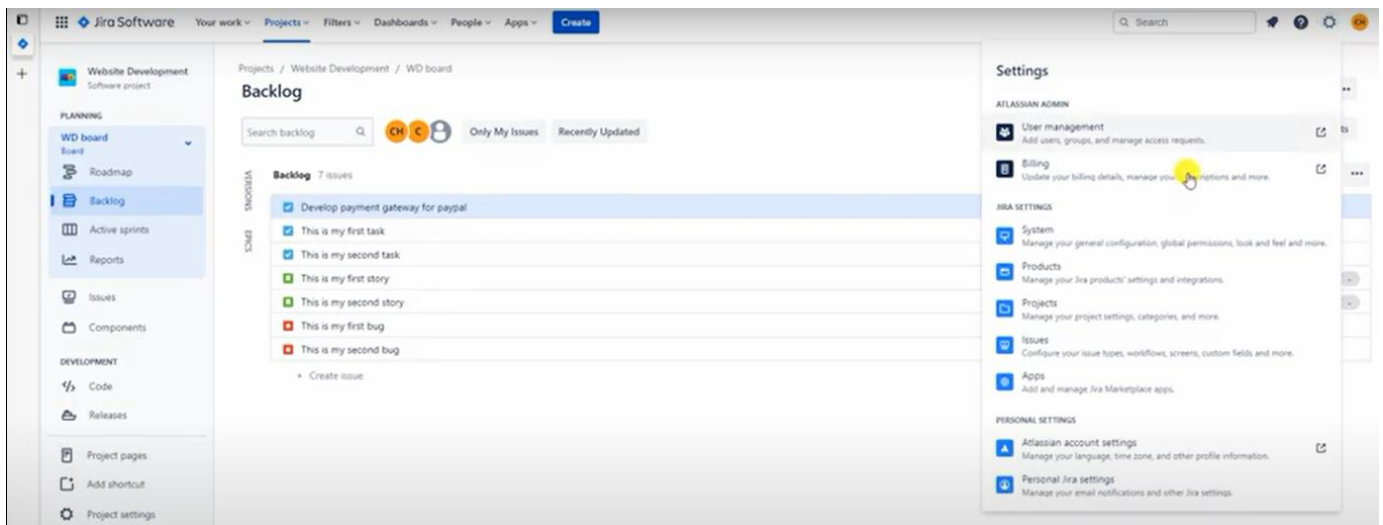 Jira Software Your work Projects Filters Dashboards People Apps Create Search CH
Website Development
Software project
PLANNING
WD board
Board
Roadmap
Backlog
Active sprints
Reports
Issues
Components
DEVELOPMENT
Code
Releases
Project pages
Add shortcut
Project settings
Projects / Website Development / WD board
Backlog
Search backlog CH C Only My Issues Recently Updated
VERSIONS
EPICS
Backlog 7 issues
Develop payment gateway for paypal
This is my first task
This is my second task
This is my first story
This is my second story
This is my first bug
This is my second bug
+ Create issue
Settings
ATLASSIAN ADMIN
User management
Add users, groups, and manage access requests.
Billing
Update your billing details, manage your and more.
JIRA SETTINGS
System
Manage your general configuration, global permissions, look and feel and more.
Products
Manage your Jira products' settings and integrations.
Projects
Manage your project settings, categories, and more.
Issues
Configure your issue types, workflows, screens, custom fields and more.
Apps
Add and manage Jira Marketplace apps.
PERSONAL SETTINGS
Atlassian account settings
Manage your language, time zone, and other profile information.
Personal Jira settings
Manage your email notifications and other Jira settings.